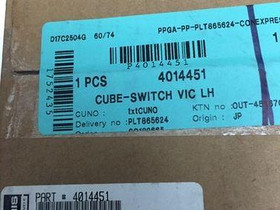 D17C2504G 60/74 PPGA-PP-PLT865624-CONEXPRE
P4014451
1 PCS 4014451
CUBE-SWITCH VIC LH
CUNO : txtCUNO KTN no :OUT-45
Delivery no :PLT865624 Origin : JP
1752435
PART # 4014451